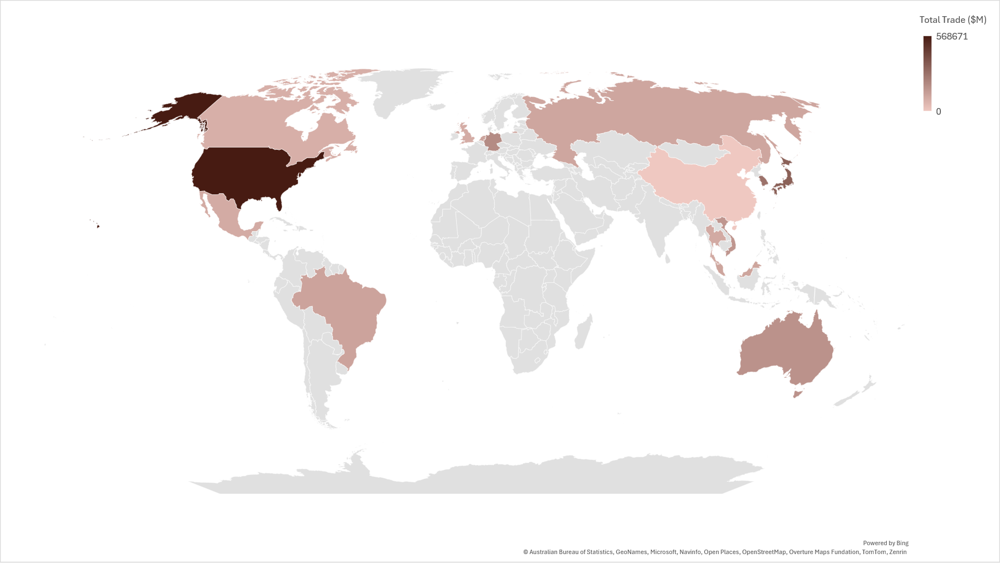 Total Trade ($M)
568671
0
Powered by Bing
© Australian Bureau of Statistics, GeoNames, Microsoft, Navinfo, Open Places, OpenStreetMap, Overture Maps Fundation, TomTom, Zenrin